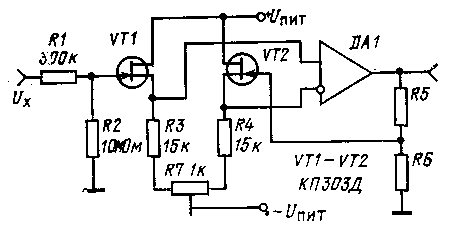 +Uпит
R1
300к
VT1
VT2
DA1
Uх
R2
10МОм
R3
15к
R4
15к
R5
R7 1к
VT1-VT2
КП303Д
R6
-Uпит